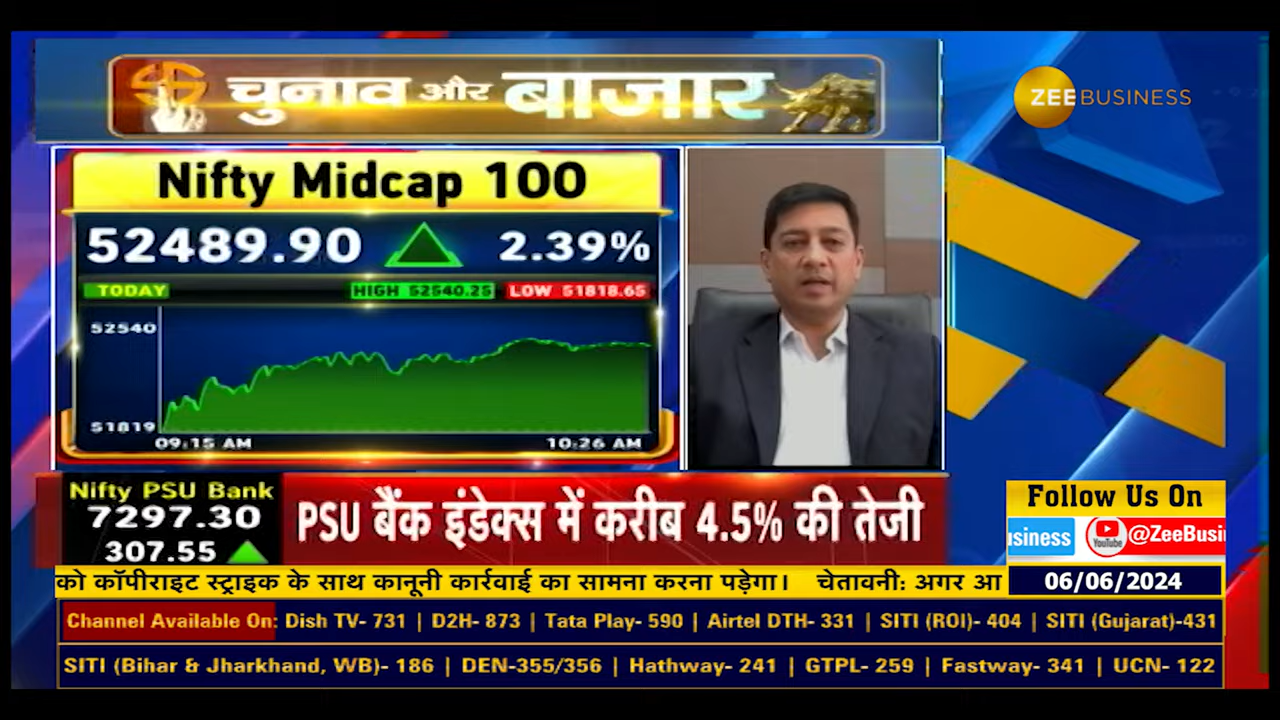 चुनाव और बाजार
ZEEBUSINESS
Nifty Midcap 100
52489.90 2.39%
TODAY HIGH 52540.25 LOW 51818.65
52540
51819
09:15 AM 10:26 AM
Nifty PSU Bank
7297.30
307.55
PSU बैंक इंडेक्स में करीब 4.5% की तेजी
Follow Us On
usiness YouTube @ZeeBusi
को कॉपीराइट स्ट्राइक के साथ कानूनी कार्रवाई का सामना करना पड़ेगा। चेतावनी: अगर आ
06/06/2024
Channel Available On: Dish TV- 731 | D2H- 873 | Tata Play- 590 | Airtel DTH- 331 | SITI (ROI)- 404 | SITI (Gujarat)-431
SITI (Bihar & Jharkhand, WB)- 186 | DEN-355/356 | Hathway- 241 | GTPL- 259 | Fastway- 341 | UCN- 122